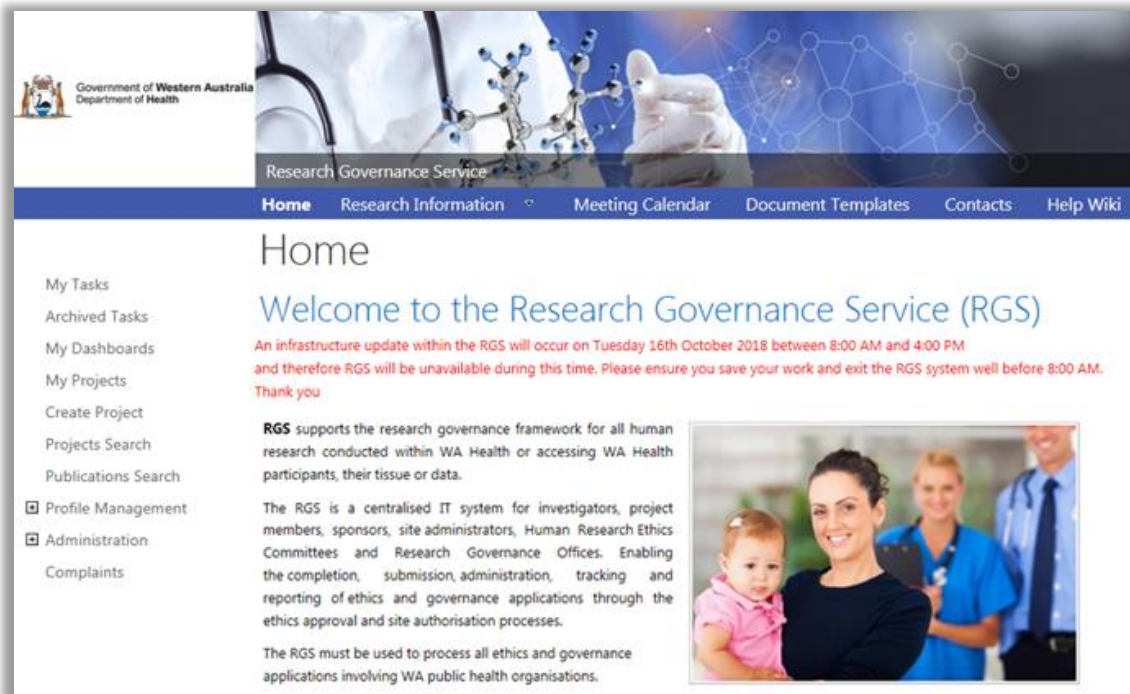 Government of Western Australia
Department of Health
Research Governance Service
Home Research Information Meeting Calendar Document Templates Contacts Help Wiki
My Tasks
Archived Tasks
My Dashboards
My Projects
Create Project
Projects Search
Publications Search
Profile Management
Administration
Complaints
Home
Welcome to the Research Governance Service (RGS)
An infrastructure update within the RGS will occur on Tuesday 16th October 2018 between 8:00 AM and 4:00 PM
and therefore RGS will be unavailable during this time. Please ensure you save your work and exit the RGS system well before 8:00 AM.
Thank you
RGS supports the research governance framework for all human
research conducted within WA Health or accessing WA Health
participants, their tissue or data.
The RGS is a centralised IT system for investigators, project
members, sponsors, site administrators, Human Research Ethics
Committees and Research Governance Offices. Enabling
the completion, submission, administration, tracking and
reporting of ethics and governance applications through the
ethics approval and site authorisation processes.
The RGS must be used to process all ethics and governance
applications involving WA public health organisations.